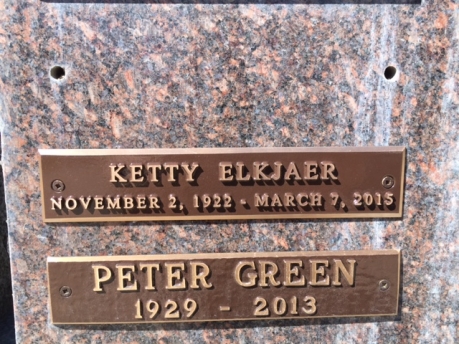 KETTY ELKJAER
NOVEMBER 2, 1922 - MARCH 7, 2015
PETER GREEN
1929 - 2013